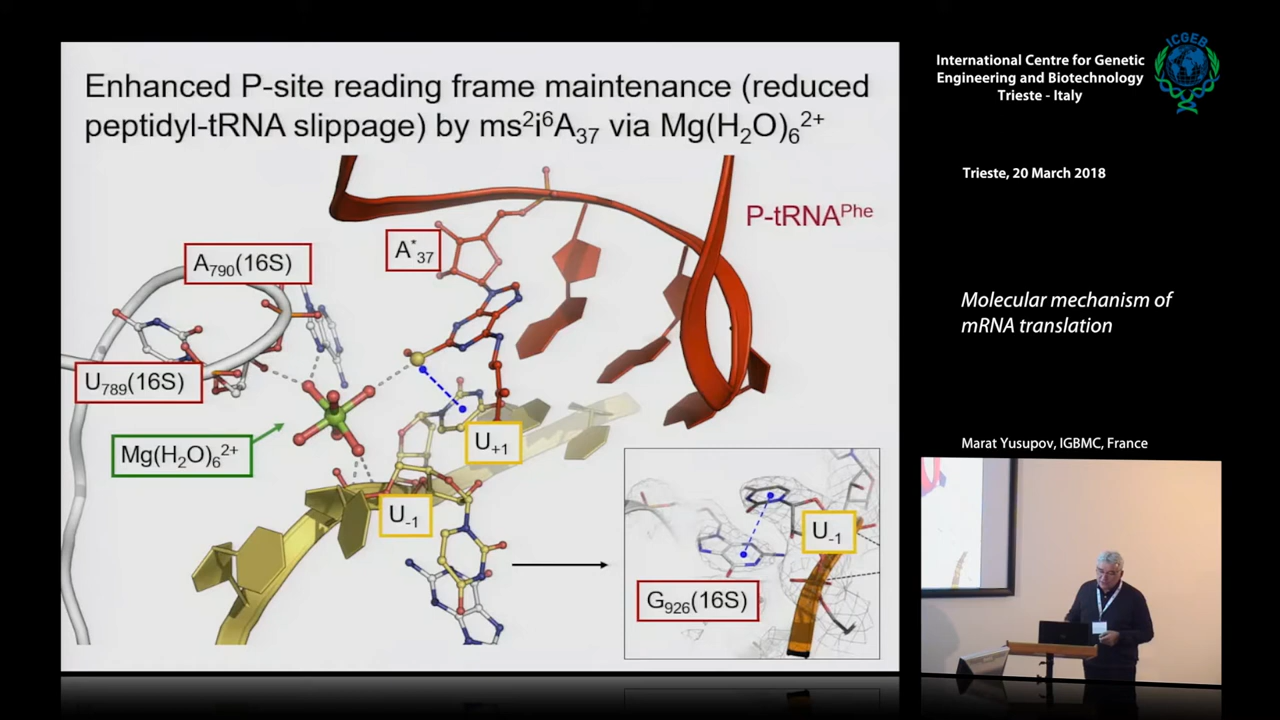 Enhanced P-site reading frame maintenance (reduced
peptidyl-tRNA slippage) by ms²i⁶A₃₇ via Mg(H₂O)₆²⁺
P-tRNAᴾʰᵉ
A*₃₇
A₇₉₀(16S)
U₇₈₉(16S)
Mg(H₂O)₆²⁺
U₊₁
U₋₁
U₋₁
G₉₂₆(16S)
ICGEB
International Centre for Genetic
Engineering and Biotechnology
Trieste - Italy
Trieste, 20 March 2018
Molecular mechanism of
mRNA translation
Marat Yusupov, IGBMC, France